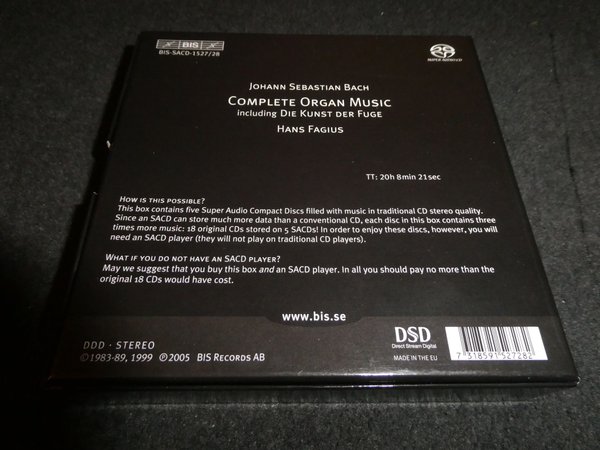 BIS
BIS-SACD-1527/28
SUPER AUDIO CD
JOHANN SEBASTIAN BACH
COMPLETE ORGAN MUSIC
including DIE KUNST DER FUGE
HANS FAGIUS
TT: 20h 8min 21sec
HOW IS THIS POSSIBLE?
This box contains five Super Audio Compact Discs filled with music in traditional CD stereo quality.
Since an SACD can store much more data than a conventional CD, each disc in this box contains three
times more music: 18 original CDs stored on 5 SACDs! In order to enjoy these discs, however, you will
need an SACD player (they will not play on traditional CD players).
WHAT IF YOU DO NOT HAVE AN SACD PLAYER?
May we suggest that you buy this box and an SACD player. In all you should pay no more than the
original 18 CDs would have cost.
www.bis.se
DDD · STEREO
©1983-89, 1999 ℗2005 BIS RECORDS AB
DSD
Direct Stream Digital
MADE IN THE EU
7 318591 527282